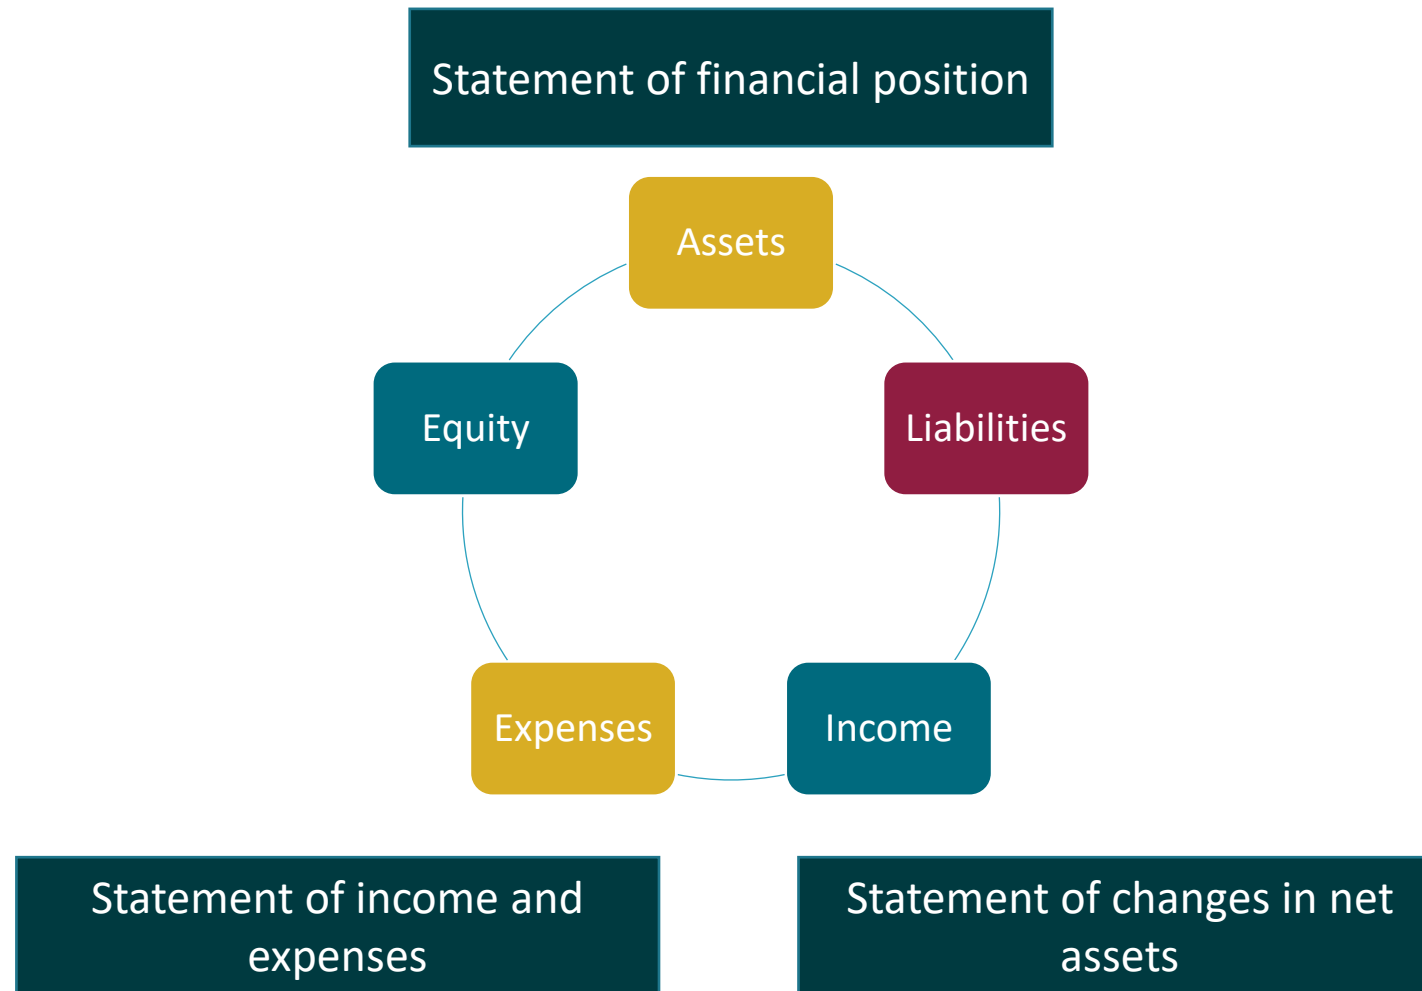 Statement of financial position
Assets
Equity
Liabilities
Expenses
Income
Statement of income and
expenses
Statement of changes in net
assets